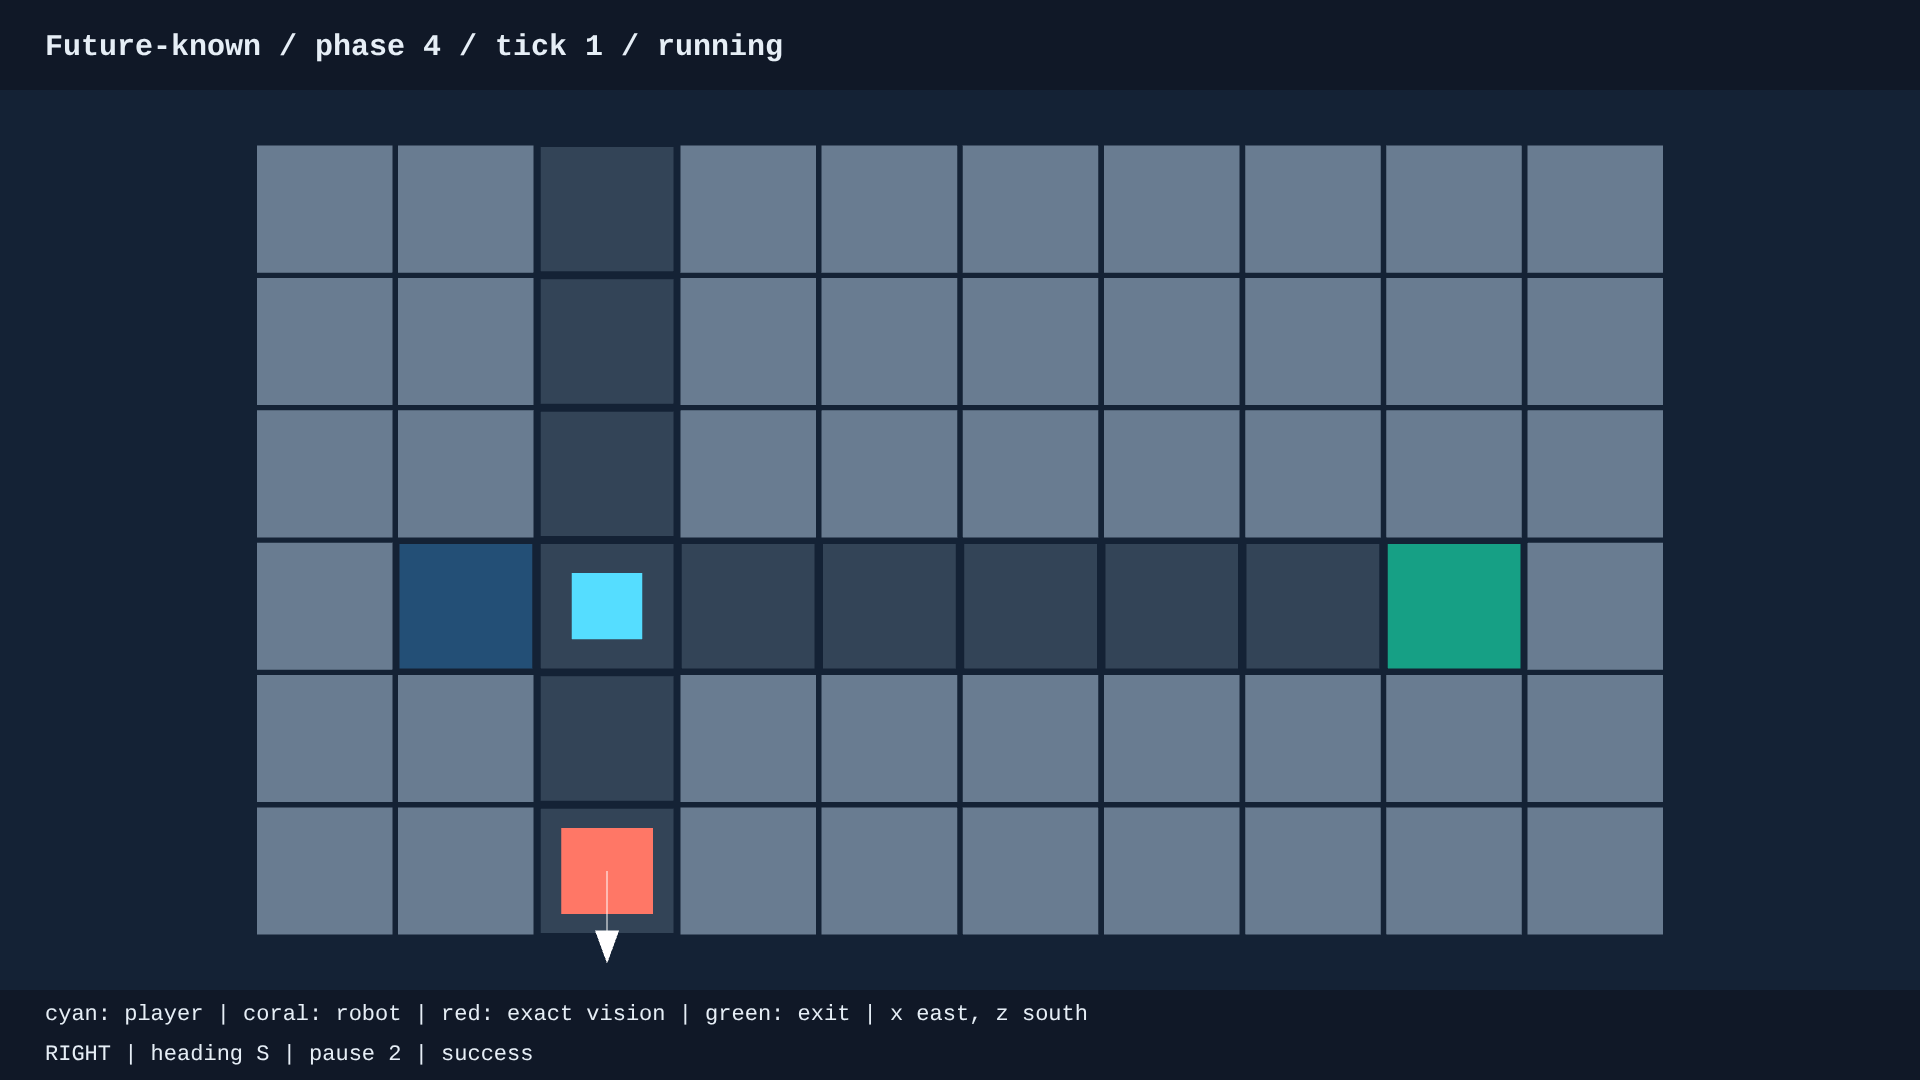 Future-known / phase 4 / tick 1 / running
cyan: player | coral: robot | red: exact vision | green: exit | x east, z south
RIGHT | heading S | pause 2 | success